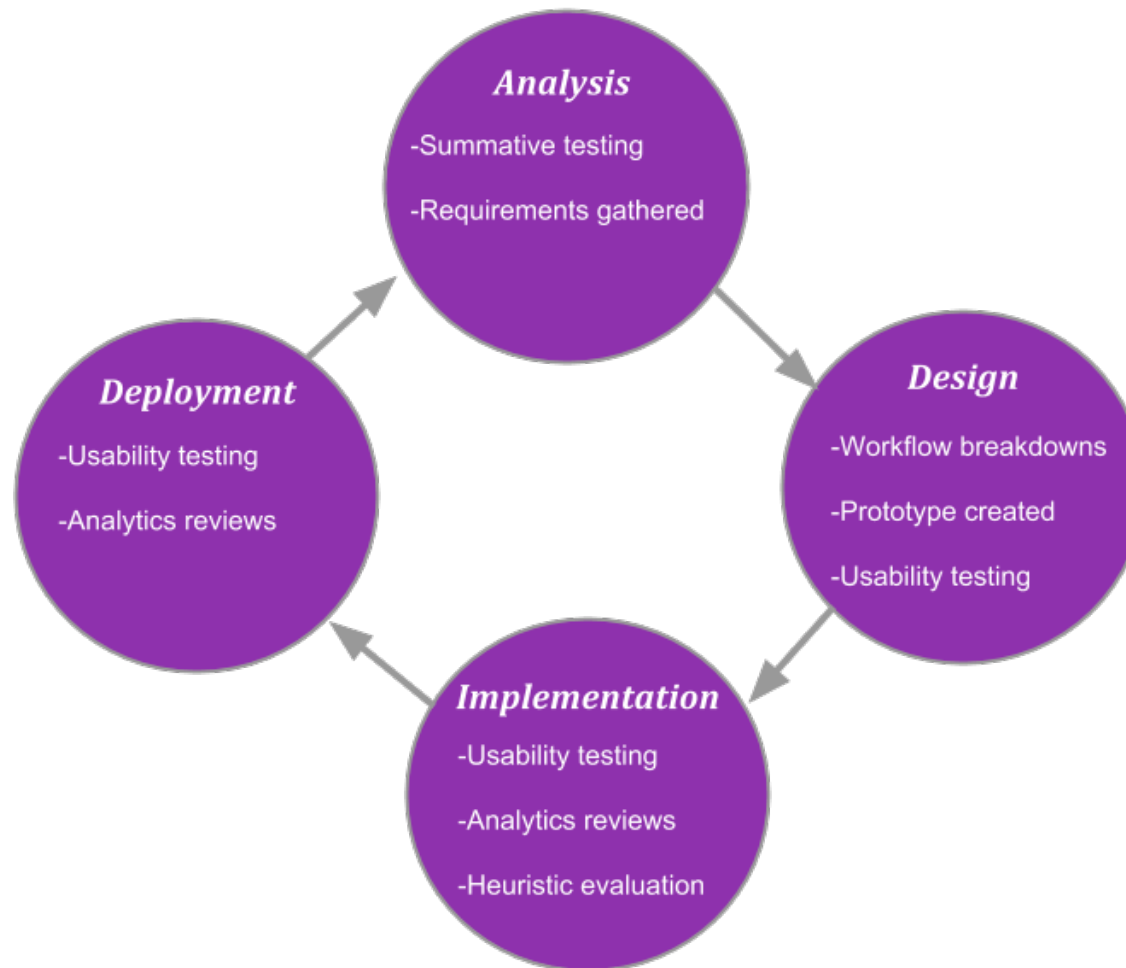 Analysis
-Summative testing
-Requirements gathered
Design
-Workflow breakdowns
-Prototype created
-Usability testing
Implementation
-Usability testing
-Analytics reviews
-Heuristic evaluation
Deployment
-Usability testing
-Analytics reviews